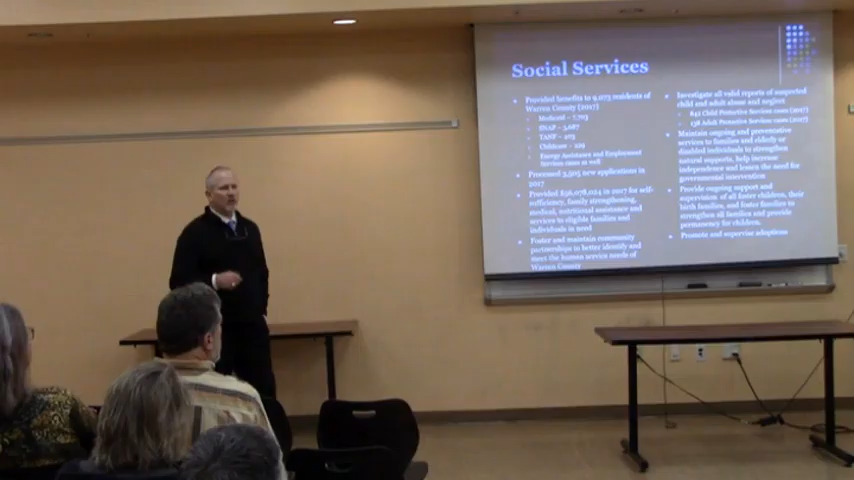 Social Services
Provided benefits to 9,073 residents of
Warren County (2017)
Medicaid – 7,703
SNAP – 3,687
TANF –
Childcare –
Energy Assistance and Employment
Services cases as well
Processed 3,505 new applications in
2017
Provided $56,078,024 in 2017 for self-
sufficiency, family strengthening,
medical, nutritional assistance and
services to eligible families and
individuals in need
Foster and maintain community
partnerships to better identify and
meet the human service needs of
Warren County
Investigate all valid reports of suspected
child and adult abuse and neglect
Child Protective Services cases (2017)
138 Adult Protective Services cases (2017)
Maintain ongoing and preventative
services to families and elderly or
disabled individuals to strengthen
natural supports, help increase
independence and lessen the need for
governmental intervention
Provide ongoing support and
supervision of all foster children, their
birth families, and foster families to
strengthen all families and provide
permanency for children.
Promote and supervise adoptions